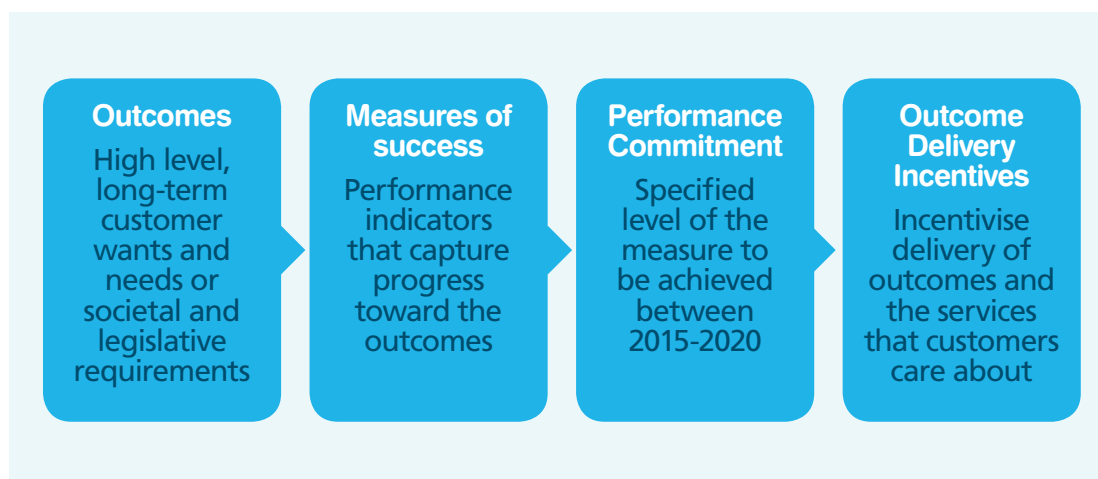 Outcomes
High level,
long-term
customer
wants and
needs or
societal and
legislative
requirements
Measures of
success
Performance
indicators
that capture
progress
toward the
outcomes
Performance
Commitment
Specified
level of the
measure to
be achieved
between
2015-2020
Outcome
Delivery
Incentives
Incentivise
delivery of
outcomes and
the services
that customers
care about